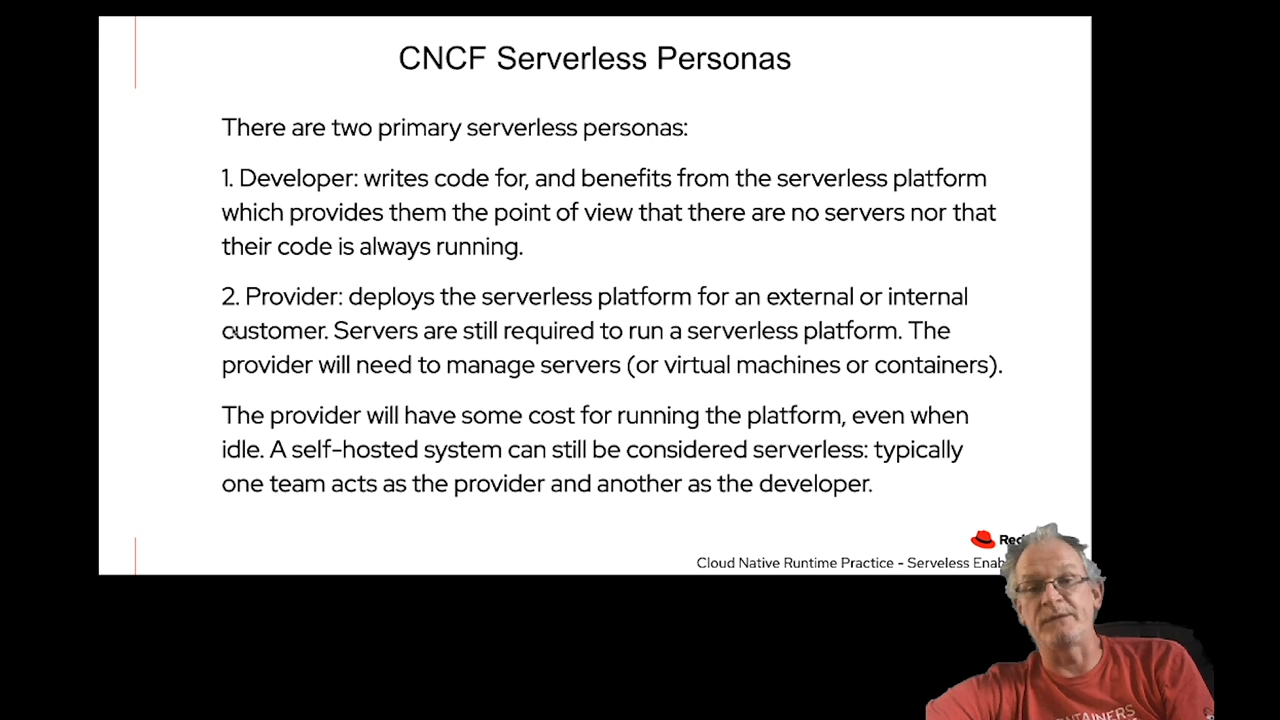 CNCF Serverless Personas
There are two primary serverless personas:
1. Developer: writes code for, and benefits from the serverless platform
which provides them the point of view that there are no servers nor that
their code is always running.
2. Provider: deploys the serverless platform for an external or internal
customer. Servers are still required to run a serverless platform. The
provider will need to manage servers (or virtual machines or containers).
The provider will have some cost for running the platform, even when
idle. A self-hosted system can still be considered serverless: typically
one team acts as the provider and another as the developer.
Red
Cloud Native Runtime Practice - Serveless Enab